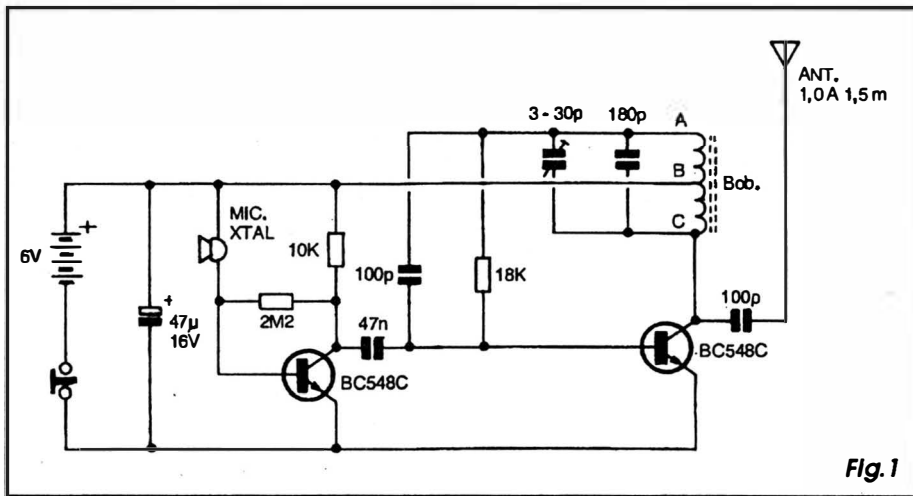 ANT.
1,0 A 1,5 m
3 - 30p
180p
A
B
Bob.
C
+
MIC.
XTAL
6V
10K
100p
18K
+
47µ
16V
2M2
47n
100p
BC548C
BC548C
Fig.1